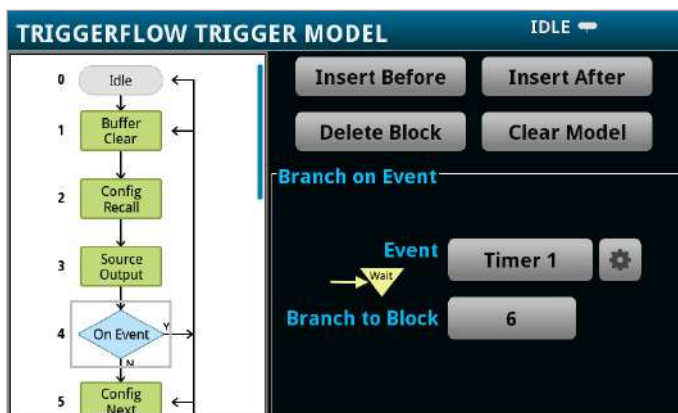 TRIGGERFLOW TRIGGER MODEL
IDLE
0
Idle
1
Buffer
Clear
2
Config
Recall
3
Source
Output
4
On Event
Y
N
5
Config
Next
Insert Before
Insert After
Delete Block
Clear Model
Branch on Event
Event
Timer 1
Wait
Branch to Block
6